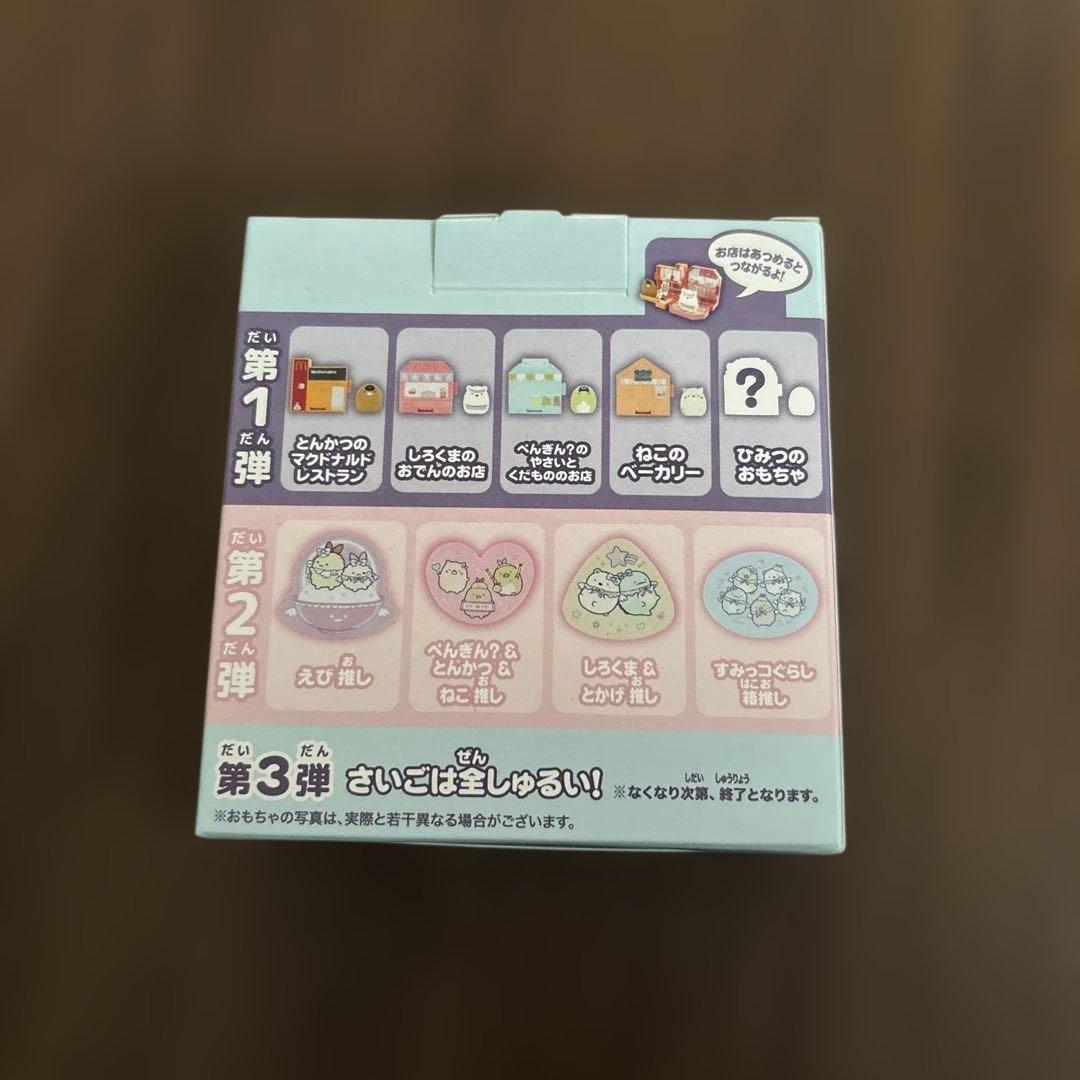 お店はあつめると
つながるよ!
だい
第
1
だん
弾
McDonald's
とんかつの
マクドナルド
レストラン
しろくまの
おでんのお店
ぺんぎん?の
やさいと
くだもののお店
ねこの
ベーカリー
?
ひみつの
おもちゃ
だい
第
2
だん
弾
お
えび 推し
ぺんぎん? &
とんかつ &
お
ねこ 推し
しろくま &
お
とかげ 推し
すみっコぐらし
はこお
箱推し
だい だん ぜん
第3弾 さいごは全しゅるい!
しだい しゅうりょう
※なくなり次第、終了となります。
※おもちゃの写真は、実際と若干異なる場合がございます。